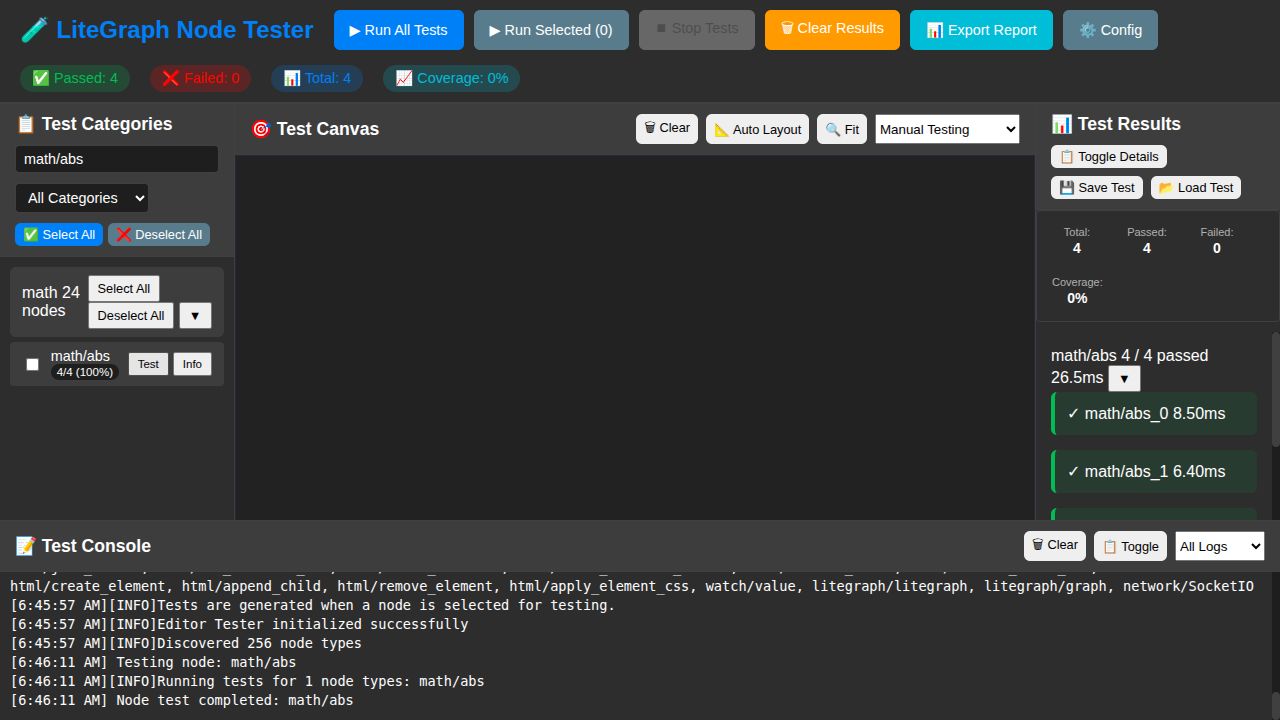 🧪 LiteGraph Node Tester
▶ Run All Tests
▶ Run Selected (0)
⏹ Stop Tests
🗑 Clear Results
📊 Export Report
⚙️ Config
✅ Passed: 4
❌ Failed: 0
📊 Total: 4
📈 Coverage: 0%
📋 Test Categories
math/abs
All Categories
✅ Select All
❌ Deselect All
math 24
nodes
Select All
Deselect All
▼
math/abs
4/4 (100%)
Test
Info
🎯 Test Canvas
🗑 Clear
📐 Auto Layout
🔍 Fit
Manual Testing
📊 Test Results
📋 Toggle Details
💾 Save Test
📂 Load Test
Total:
4
Passed:
4
Failed:
0
Coverage:
0%
math/abs 4 / 4 passed
26.5ms ▼
✓ math/abs_0 8.50ms
✓ math/abs_1 6.40ms
📝 Test Console
🗑 Clear
📋 Toggle
All Logs
html/create_element, html/append_child, html/remove_element, html/apply_element_css, watch/value, litegraph/litegraph, litegraph/graph, network/SocketIO
[6:45:57 AM][INFO]Tests are generated when a node is selected for testing.
[6:45:57 AM][INFO]Editor Tester initialized successfully
[6:45:57 AM][INFO]Discovered 256 node types
[6:46:11 AM] Testing node: math/abs
[6:46:11 AM][INFO]Running tests for 1 node types: math/abs
[6:46:11 AM] Node test completed: math/abs